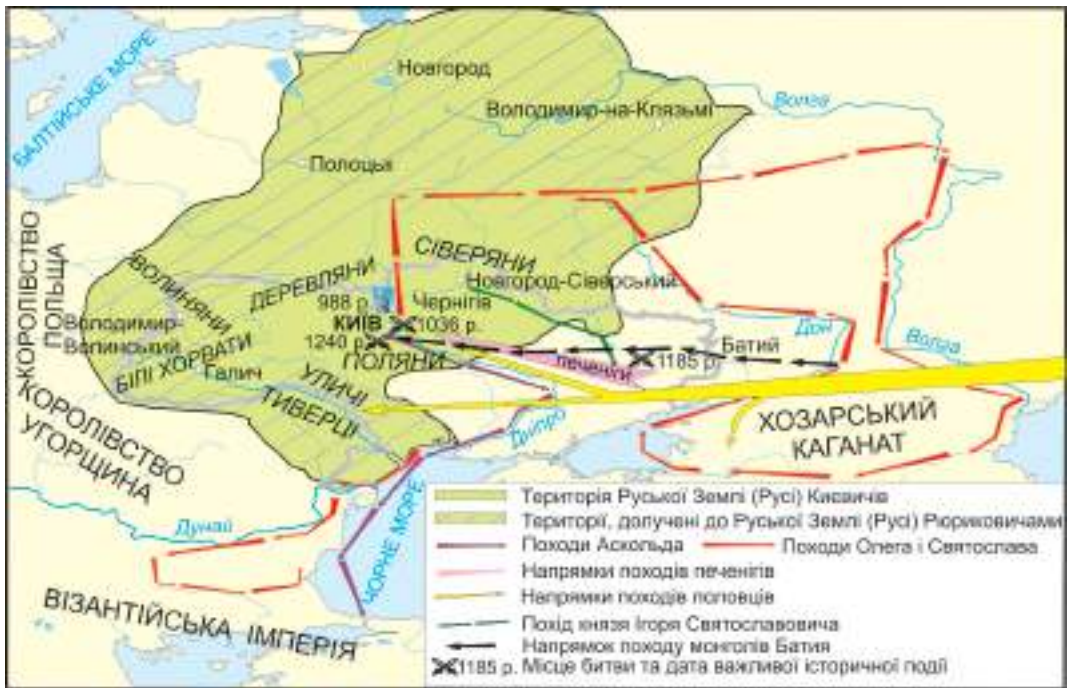 БАЛТІЙСЬКЕ МОРЕ
Новгород
Володимир-на-Клязьмі
Волга
Полоцьк
КОРОЛІВСТВО
ПОЛЬЩА
ВОЛИНЯНИ
ДЕРЕВЛЯНИ
СІВЕРЯНИ
Новгород-Сіверський
988 р.
Чернігів
КИЇВ
1036 р.
1240 р.
Володимир-
Волинський
БІЛІ ХОРВАТИ
Галич
ПОЛЯНИ
УЛИЧІ
ТИВЕРЦІ
печеніги
1185 р.
Батий
Дон
Волга
Дніпро
ХОЗАРСЬКИЙ
КАГАНАТ
КОРОЛІВСТВО
УГОРЩИНА
Дунай
ЧОРНЕ МОРЕ
ВІЗАНТІЙСЬКА ІМПЕРІЯ
Територія Руської Землі (Русі) Києвичів
Території, долучені до Руської Землі (Русі) Рюриковичами
Походи Аскольда
Походи Олега і Святослава
Напрямки походів печенігів
Напрямки походів половців
Похід князя Ігоря Святославовича
Напрямок походу монголів Батия
1185 р. Місце битви та дата важливої історичної події